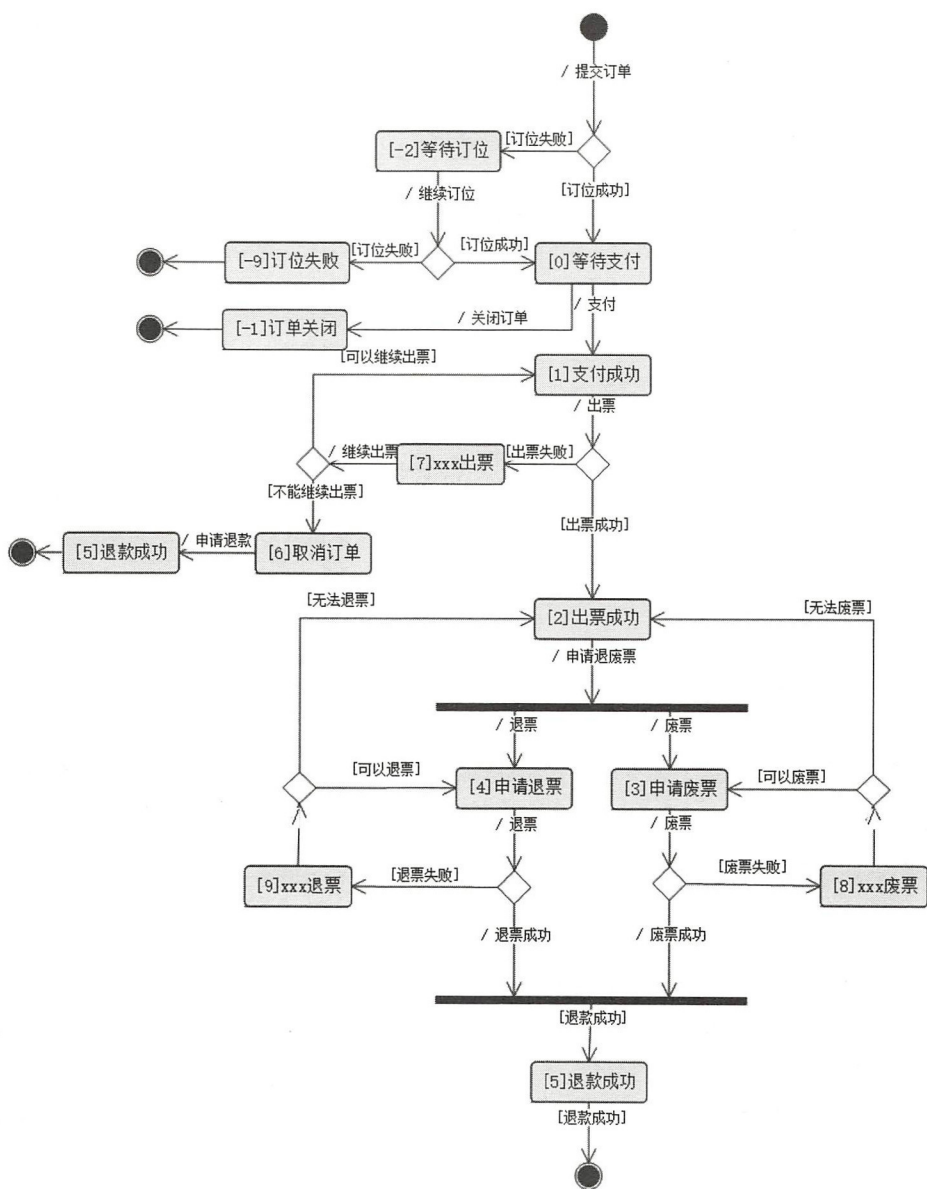 / 提交订单
[订位失败]
[-2]等待订位
/ 继续订位
[订位成功]
[订位失败]
[订位成功]
[-9]订位失败
[0]等待支付
/ 支付
/ 关闭订单
[-1]订单关闭
[可以继续出票]
[1]支付成功
/ 出票
/ 继续出票
[7]xxx出票
[出票失败]
[不能继续出票]
[出票成功]
/ 申请退款
[5]退款成功
[6]取消订单
[无法退票]
[无法废票]
[2]出票成功
/ 申请退废票
/ 退票
/ 废票
[可以退票]
[4]申请退票
[3]申请废票
[可以废票]
/ 退票
/ 废票
[退票失败]
[废票失败]
[9]xxx退票
[8]xxx废票
/ 退票成功
/ 废票成功
[退款成功]
[5]退款成功
[退款成功]